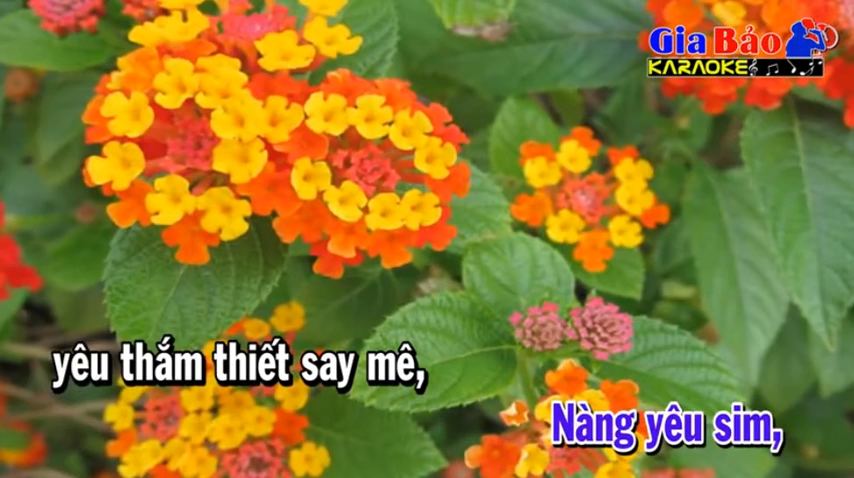 Gia Bảo
KARAOKE
yêu thắm thiết say mê,
Nàng yêu sim,